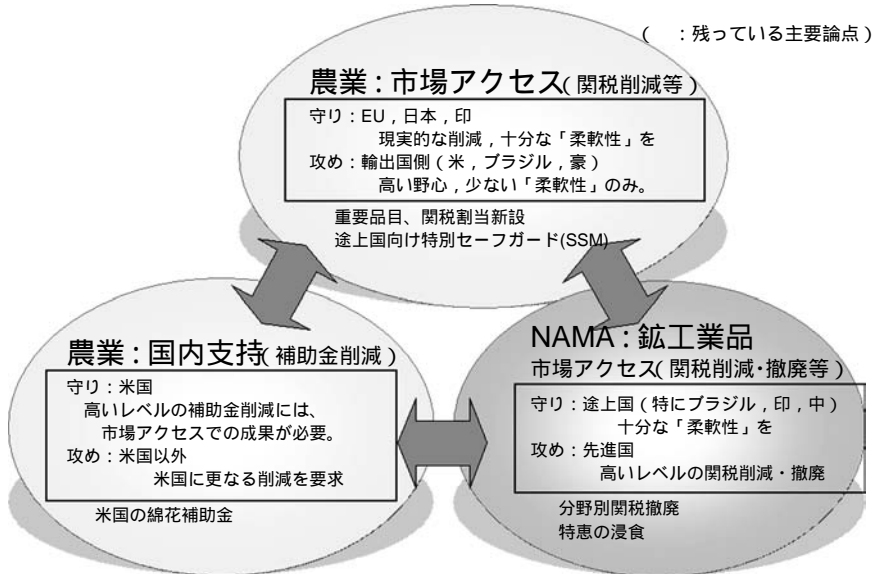 ( :残っている主要論点)
農業:市場アクセス(関税削減等)
守り:EU,日本,印
現実的な削減,十分な「柔軟性」を
攻め:輸出国側(米,ブラジル,豪)
高い野心,少ない「柔軟性」のみ。
重要品目、関税割当新設
途上国向け特別セーフガード(SSM)
農業:国内支持(補助金削減)
守り:米国
高いレベルの補助金削減には、
市場アクセスでの成果が必要。
攻め:米国以外
米国に更なる削減を要求
米国の綿花補助金
NAMA:鉱工業品
市場アクセス(関税削減・撤廃等)
守り:途上国(特にブラジル,印,中)
十分な「柔軟性」を
攻め:先進国
高いレベルの関税削減・撤廃
分野別関税撤廃
特恵の浸食